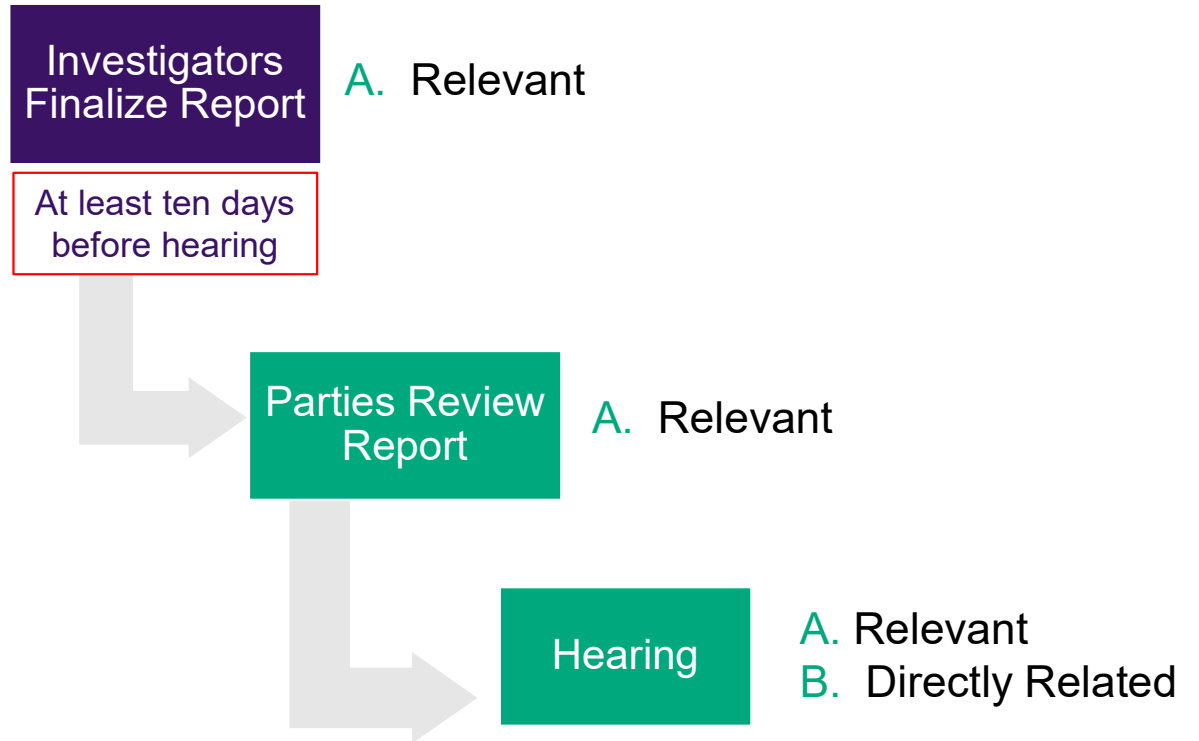 Investigators
Finalize Report
A. Relevant
At least ten days
before hearing
Parties Review
Report
A. Relevant
Hearing
A. Relevant
B. Directly Related